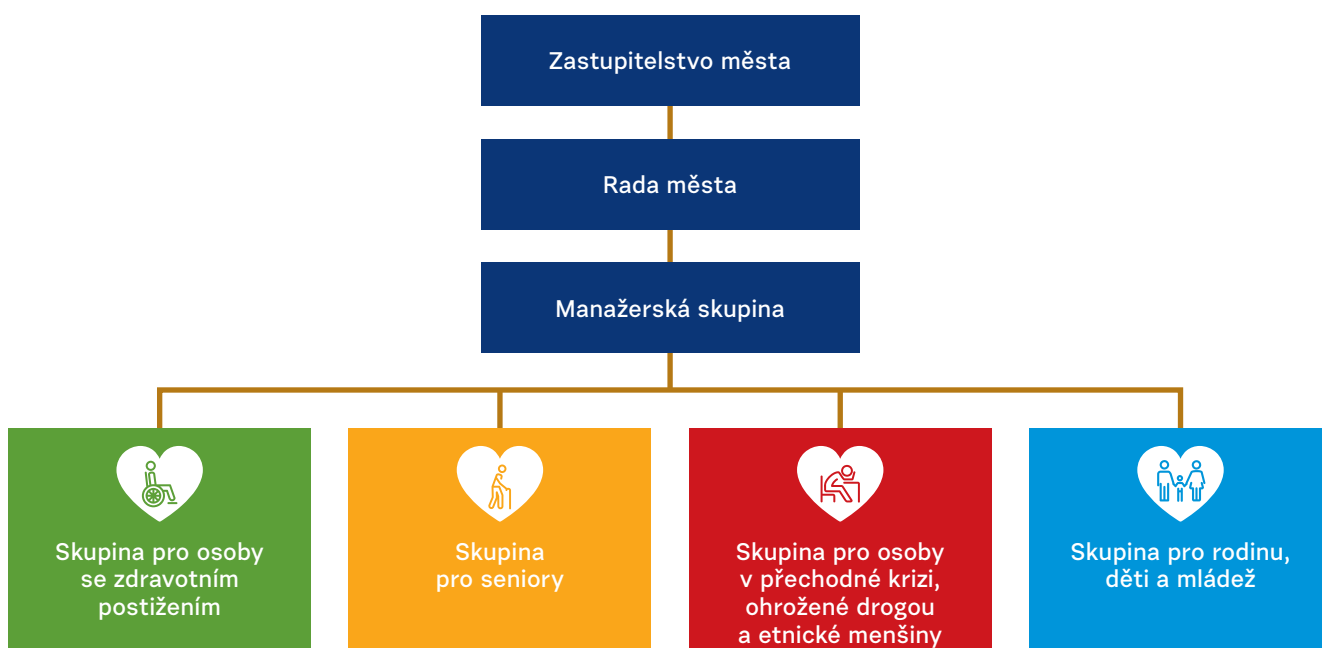 Zastupitelstvo města
Rada města
Manažerská skupina
Skupina pro osoby
se zdravotním
postižením
Skupina
pro seniory
Skupina pro osoby
v přechodné krizi,
ohrožené drogou
a etnické menšiny
Skupina pro rodinu,
děti a mládež